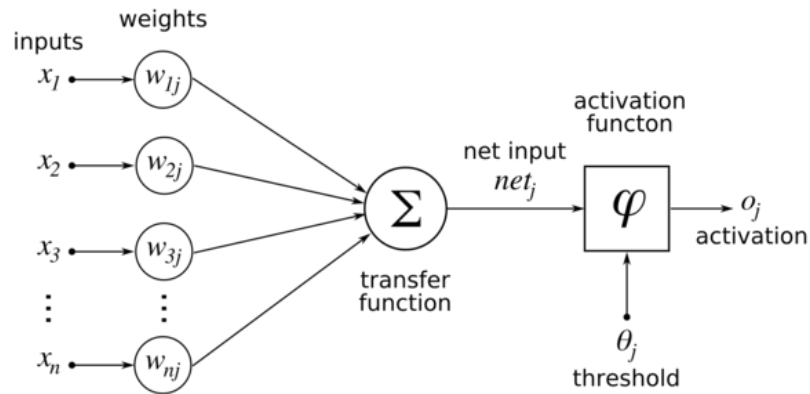 weights
inputs
x1
w1j
activation
functon
x2
w2j
net input
netj
Σ
φ
oj
activation
x3
w3j
transfer
function
⋮
⋮
θj
threshold
xn
wnj